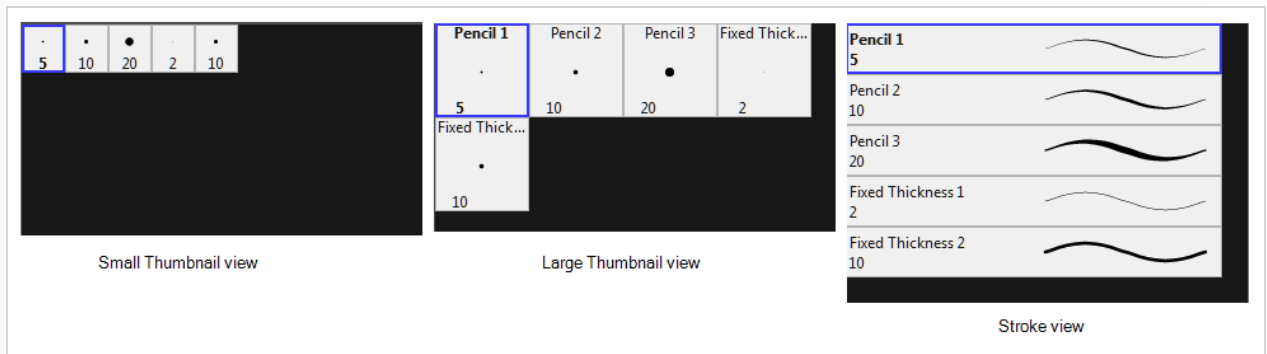 5 10 20 2 10
Small Thumbnail view
Pencil 1 Pencil 2 Pencil 3 Fixed Thick...
5 10 20 2
Fixed Thick...
10
Large Thumbnail view
Pencil 1
5
Pencil 2
10
Pencil 3
20
Fixed Thickness 1
2
Fixed Thickness 2
10
Stroke view